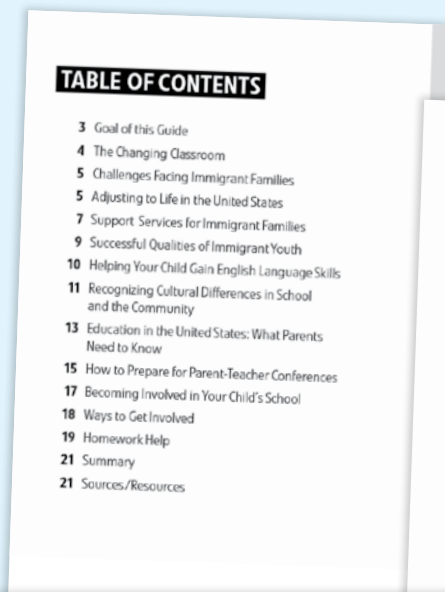 TABLE OF CONTENTS
3 Goal of this Guide
4 The Changing Classroom
5 Challenges Facing Immigrant Families
5 Adjusting to Life in the United States
7 Support Services for Immigrant Families
9 Successful Qualities of Immigrant Youth
10 Helping Your Child Gain English Language Skills
11 Recognizing Cultural Differences in School
and the Community
13 Education in the United States: What Parents
Need to Know
15 How to Prepare for Parent-Teacher Conferences
17 Becoming Involved in Your Child's School
18 Ways to Get Involved
19 Homework Help
21 Summary
21 Sources/Resources